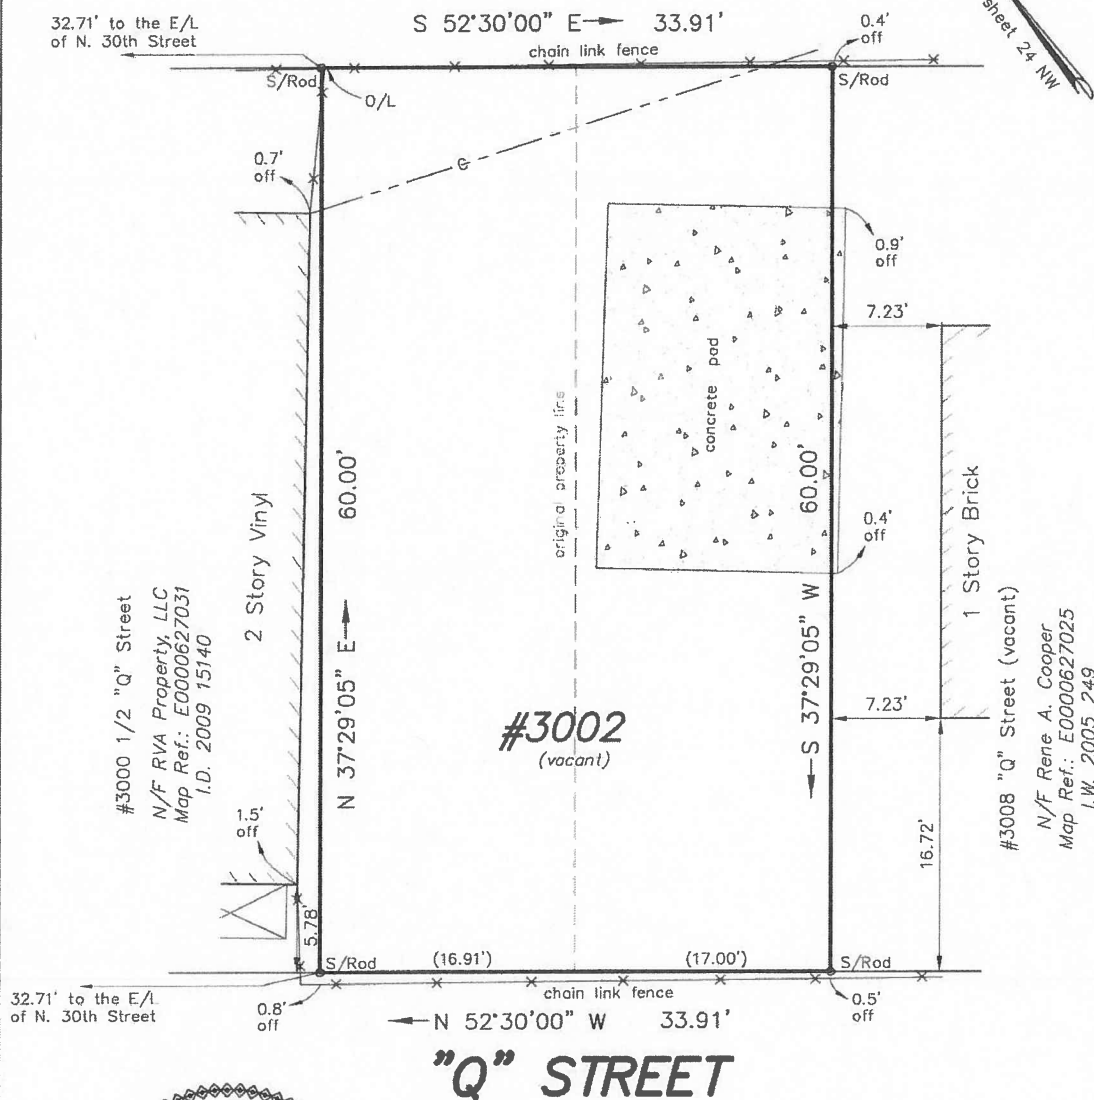 32.71' to the E/L
of N. 30th Street
S 52°30'00" E
33.91'
0.4'
off
sheet 24 NW
chain link fence
S/Rod
O/L
S/Rod
0.7'
off
G
0.9'
off
7.23'
concrete pad
original property line
60.00'
60.00'
0.4'
off
2 Story Vinyl
1 Story Brick
#3000 1/2 "Q" Street
N/F RVA Property, LLC
Map Ref.: E0000627031
I.D. 2009 15140
N 37°29'05" E
S 37°29'05" W
#3002
(vacant)
7.23'
#3008 "Q" Street (vacant)
N/F Rene A. Cooper
Map Ref.: E0000627025
I.W. 2005 249
1.5'
off
16.72'
5.78'
S/Rod
(16.91')
(17.00')
S/Rod
32.71' to the E/L
of N. 30th Street
chain link fence
0.8'
off
0.5'
off
N 52°30'00" W
33.91'
"Q" STREET